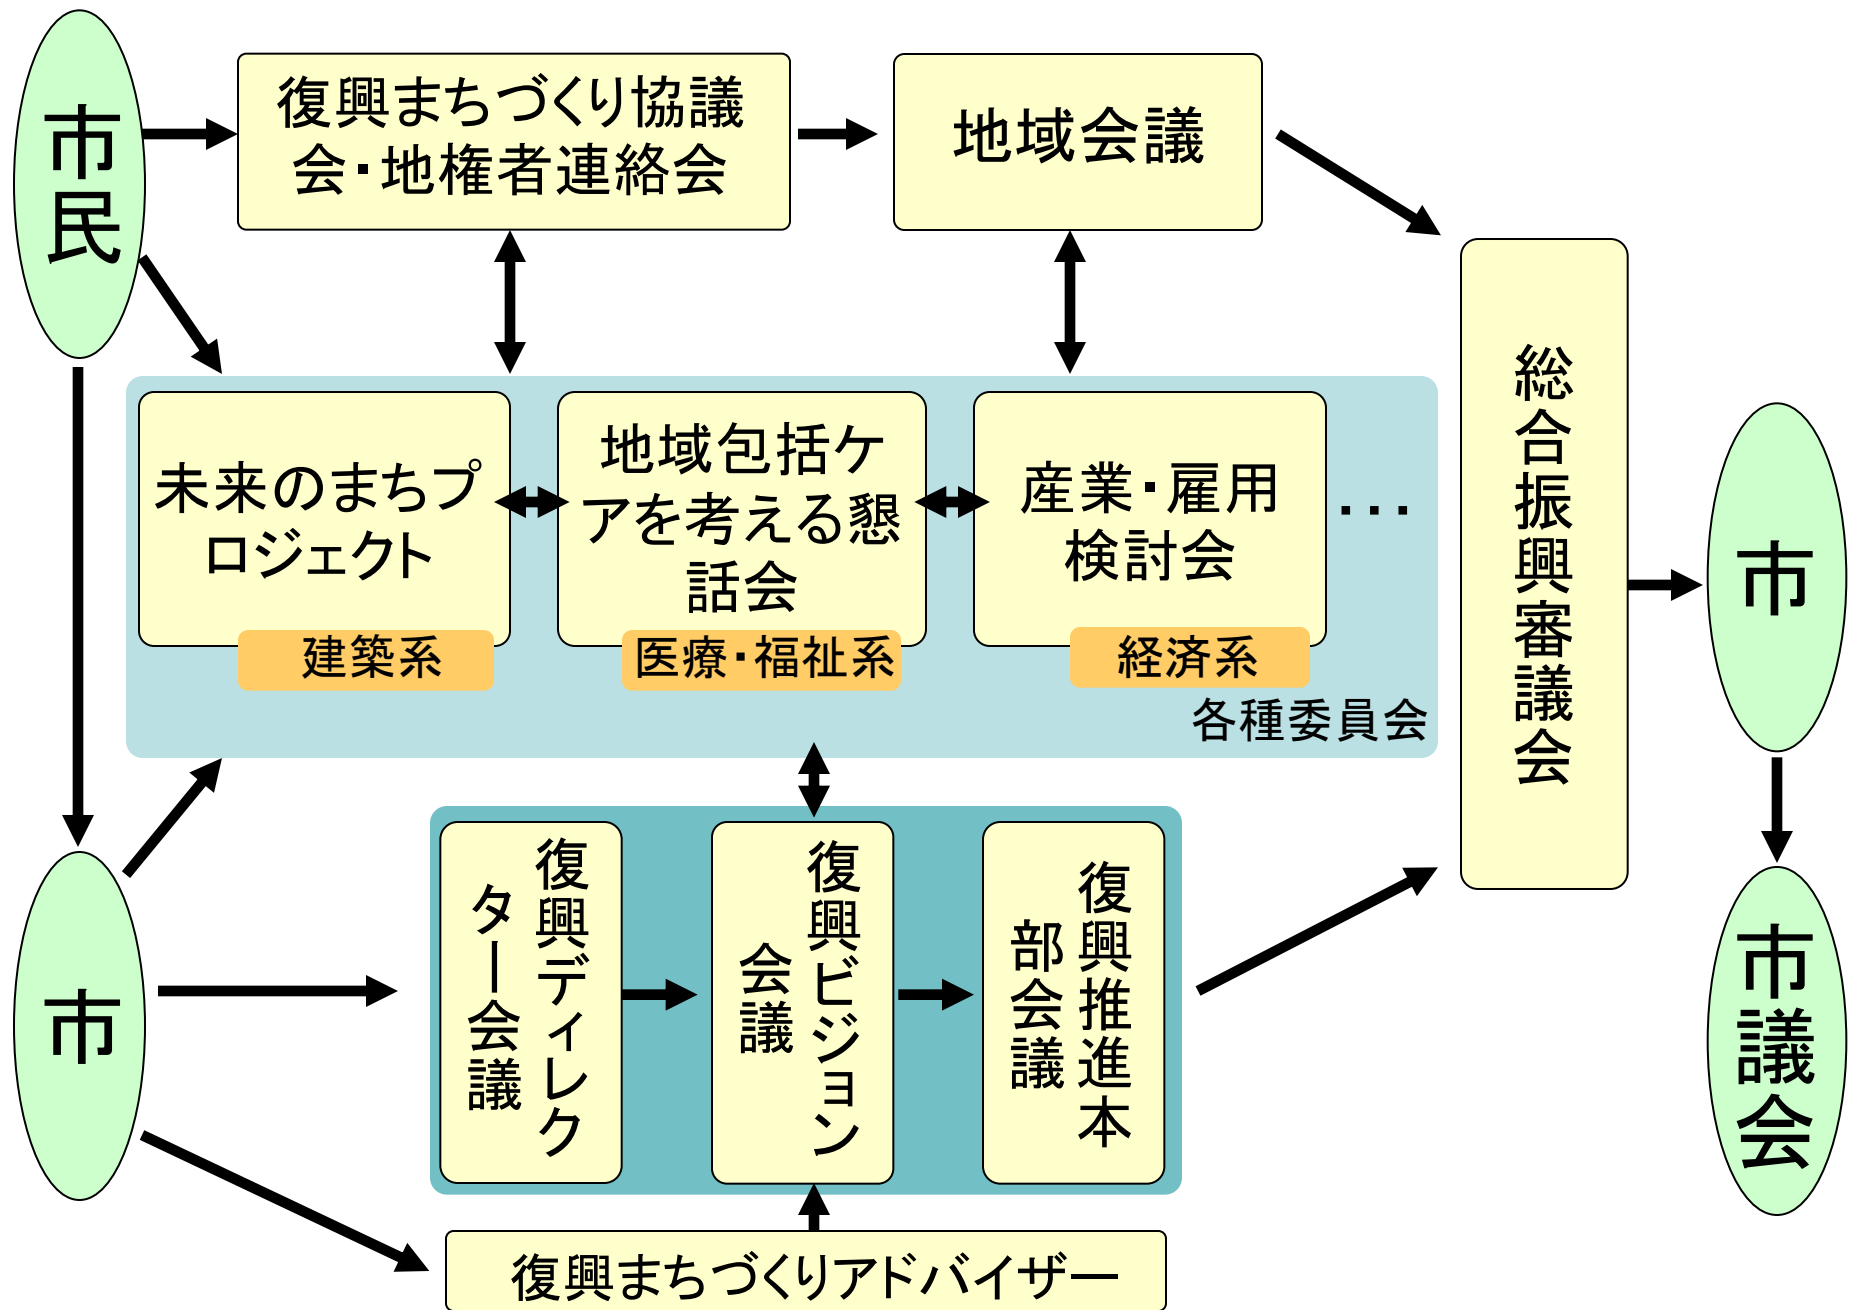 市
民
復興まちづくり協議
会・地権者連絡会
地域会議
未来のまちプ
ロジェクト
建築系
地域包括ケ
アを考える懇
話会
医療・福祉系
産業・雇用
検討会
経済系
・・・
各種委員会
総合振興審議会
市
市議会
市
復興ディレク
ター会議
復興ビジョン
会議
復興推進本
部会議
復興まちづくりアドバイザー